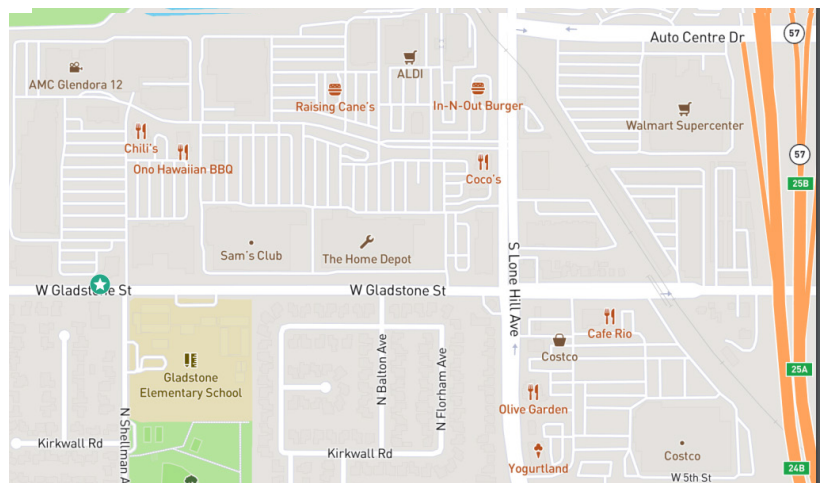 Auto Centre Dr
57
ALDI
AMC Glendora 12
Raising Cane's
In-N-Out Burger
Walmart Supercenter
Chili's
57
Ono Hawaiian BBQ
Coco's
25B
Sam's Club
The Home Depot
S Lone Hill Ave
W Gladstone St
W Gladstone St
Cafe Rio
Costco
25A
Gladstone
Elementary School
N Balton Ave
N Florham Ave
Olive Garden
N Shellman A
Kirkwall Rd
Kirkwall Rd
Costco
Yogurtland
24B
W 5th St